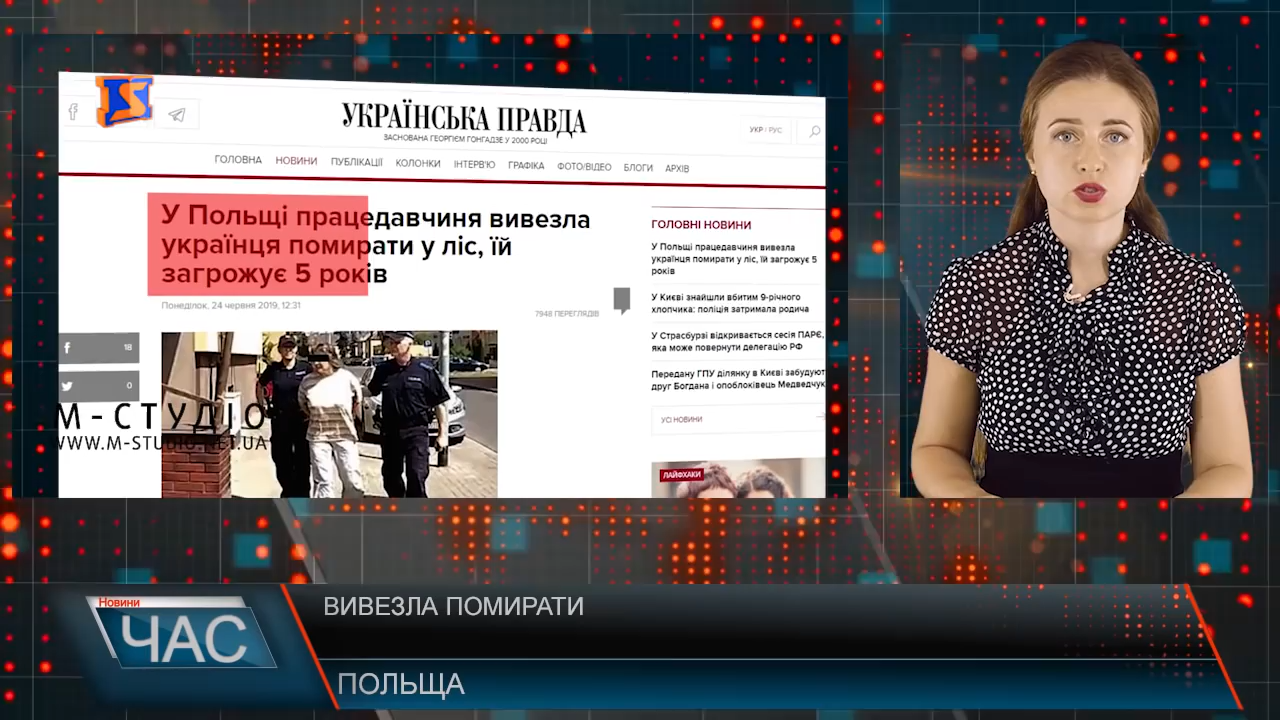 УКРАЇНСЬКА ПРАВДА
ЗАСНОВАНА ГЕОРГІЄМ ҐОНҐАДЗЕ У 2000 РОЦІ
УКР / РУС
ГОЛОВНА НОВИНИ ПУБЛІКАЦІЇ КОЛОНКИ ІНТЕРВ'Ю ГРАФІКА ФОТО/ВІДЕО БЛОГИ АРХІВ
У Польщі працедавчиня вивезла
українця помирати у ліс, їй
загрожує 5 років
Понеділок, 24 червня 2019, 12:31
7948 ПЕРЕГЛЯДІВ
18
0
ГОЛОВНІ НОВИНИ
У Польщі працедавчиня вивезла
українця помирати у ліс, їй загрожує 5
років
У Києві знайшли вбитим 9-річного
хлопчика: поліція затримала родича
У Страсбурзі відкривається сесія ПАРЄ,
яка може повернути делегацію РФ
Передану ГПУ ділянку в Києві забудують
друг Богдана і опоблоківець Медведчук
УСІ НОВИНИ
ЛАЙФХАКИ
М-СТУДІО
WWW.M-STUDIO.NET.UA
Новини
ЧАС
ВИВЕЗЛА ПОМИРАТИ
ПОЛЬЩА